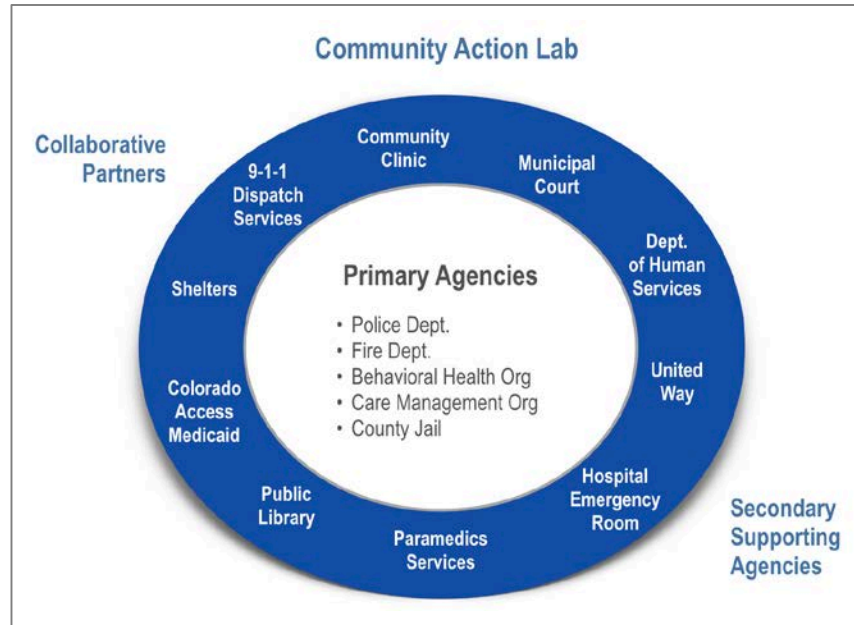 Community Action Lab
Collaborative
Partners
Community
Clinic
Municipal
Court
9-1-1
Dispatch
Services
Dept.
of Human
Services
Shelters
Primary Agencies
• Police Dept.
• Fire Dept.
• Behavioral Health Org
• Care Management Org
• County Jail
United
Way
Colorado
Access
Medicaid
Public
Library
Hospital
Emergency
Room
Paramedics
Services
Secondary
Supporting
Agencies